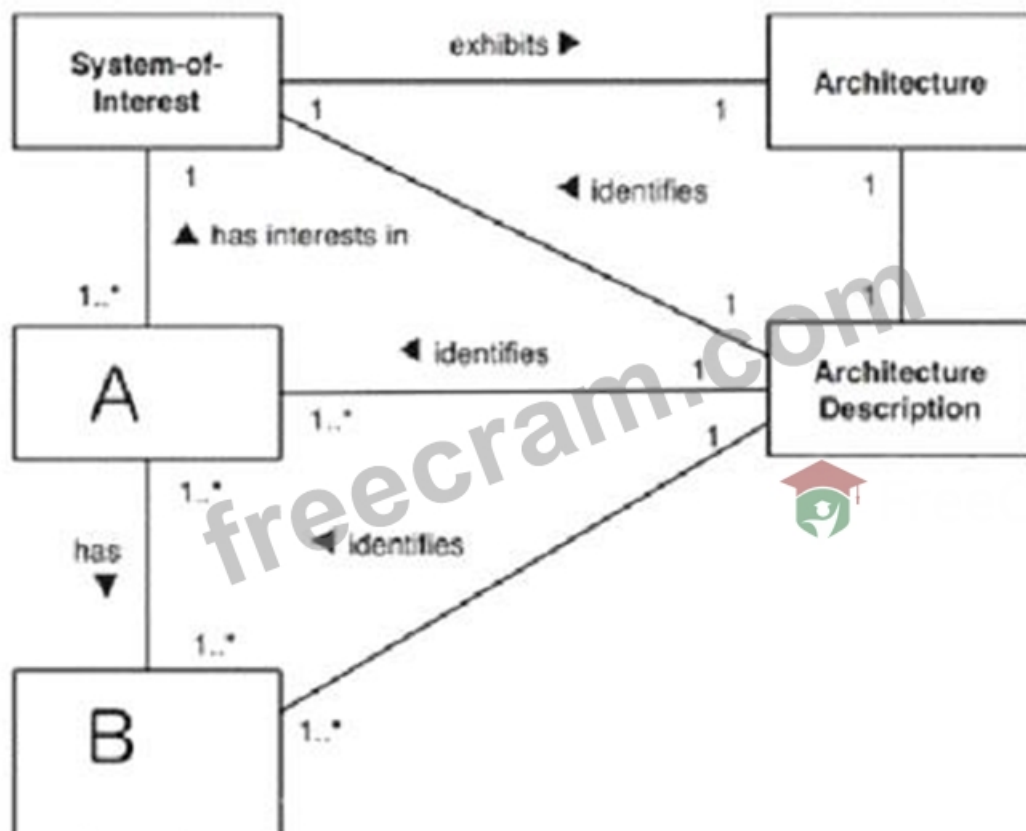 exhibits ►
System-of-
Interest
Architecture
1
1
1
◄ identifies
1
▲ has interests in
1..*
1
1
◄ identifies
1
Architecture
Description
A
1..*
1
1..*
has
▼
◄ identifies
1..*
B
1..*
freecram.com